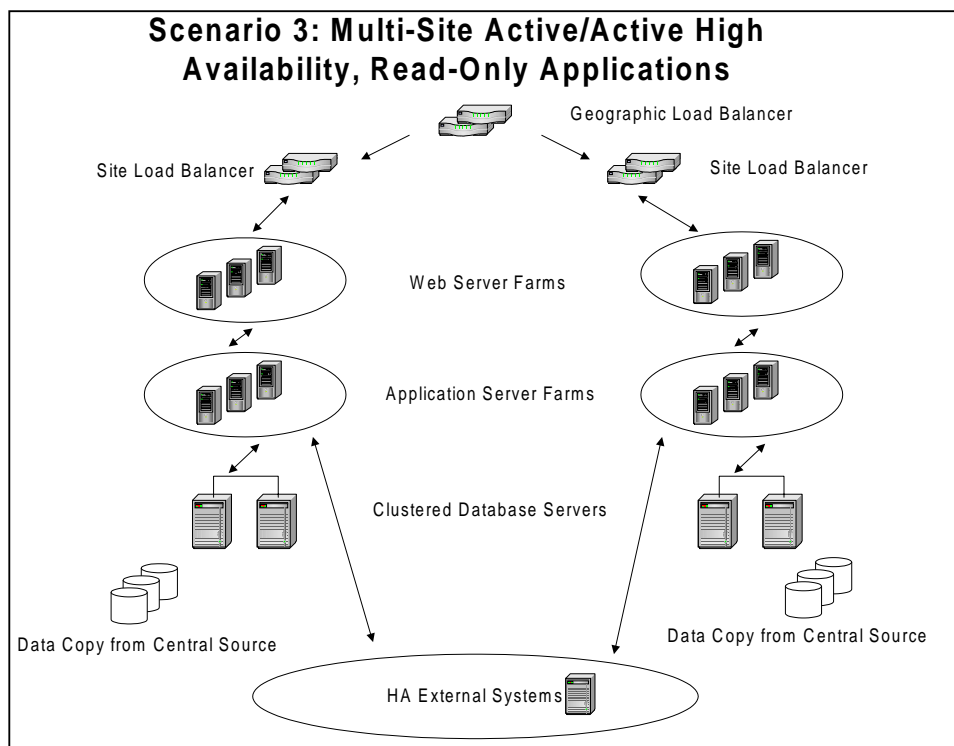 Scenario 3: Multi-Site Active/Active High
Availability, Read-Only Applications
Geographic Load Balancer
Site Load Balancer
Site Load Balancer
Web Server Farms
Application Server Farms
Clustered Database Servers
Data Copy from Central Source
Data Copy from Central Source
HA External Systems